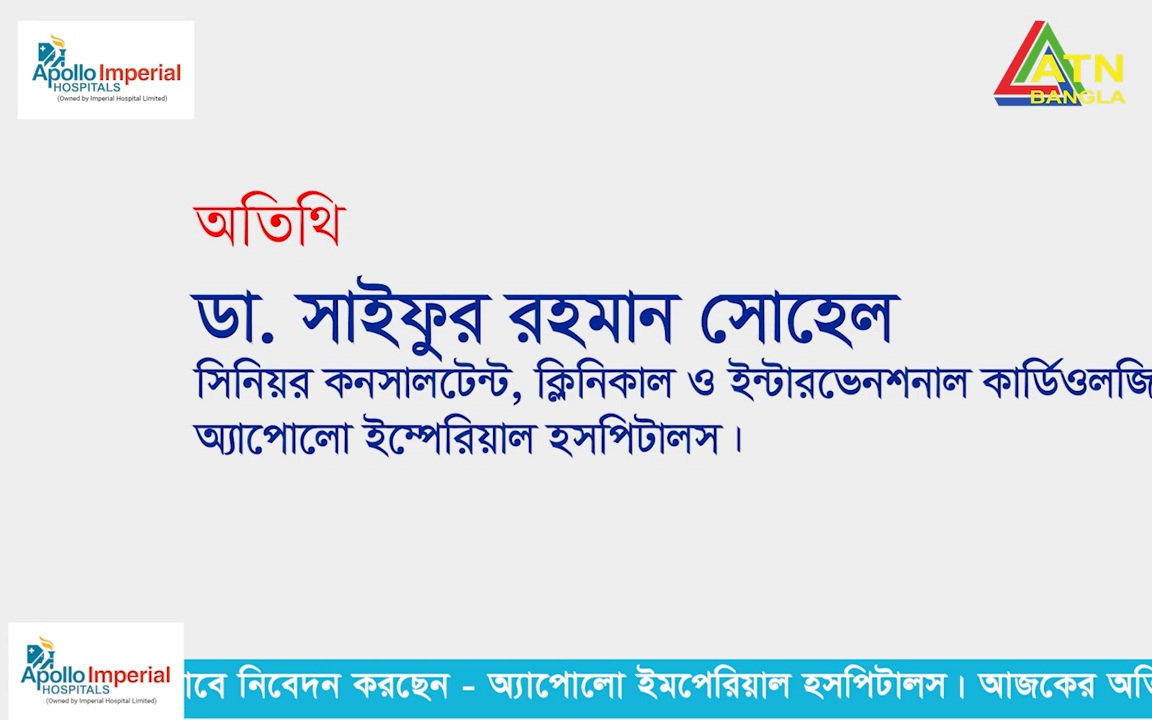 Apollo Imperial
HOSPITALS
(Owned by Imperial Hospital Limited)
ATN
BANGLA
অতিথি
ডা. সাইফুর রহমান সোহেল
সিনিয়র কনসালটেন্ট, ক্লিনিকাল ও ইন্টারভেনশনাল কার্ডিওলজি
অ্যাপোলো ইম্পেরিয়াল হসপিটালস।
Apollo Imperial
HOSPITALS
(Owned by Imperial Hospital Limited)
নিবেদন করছেন - অ্যাপোলো ইমপেরিয়াল হসপিটালস। আজকের